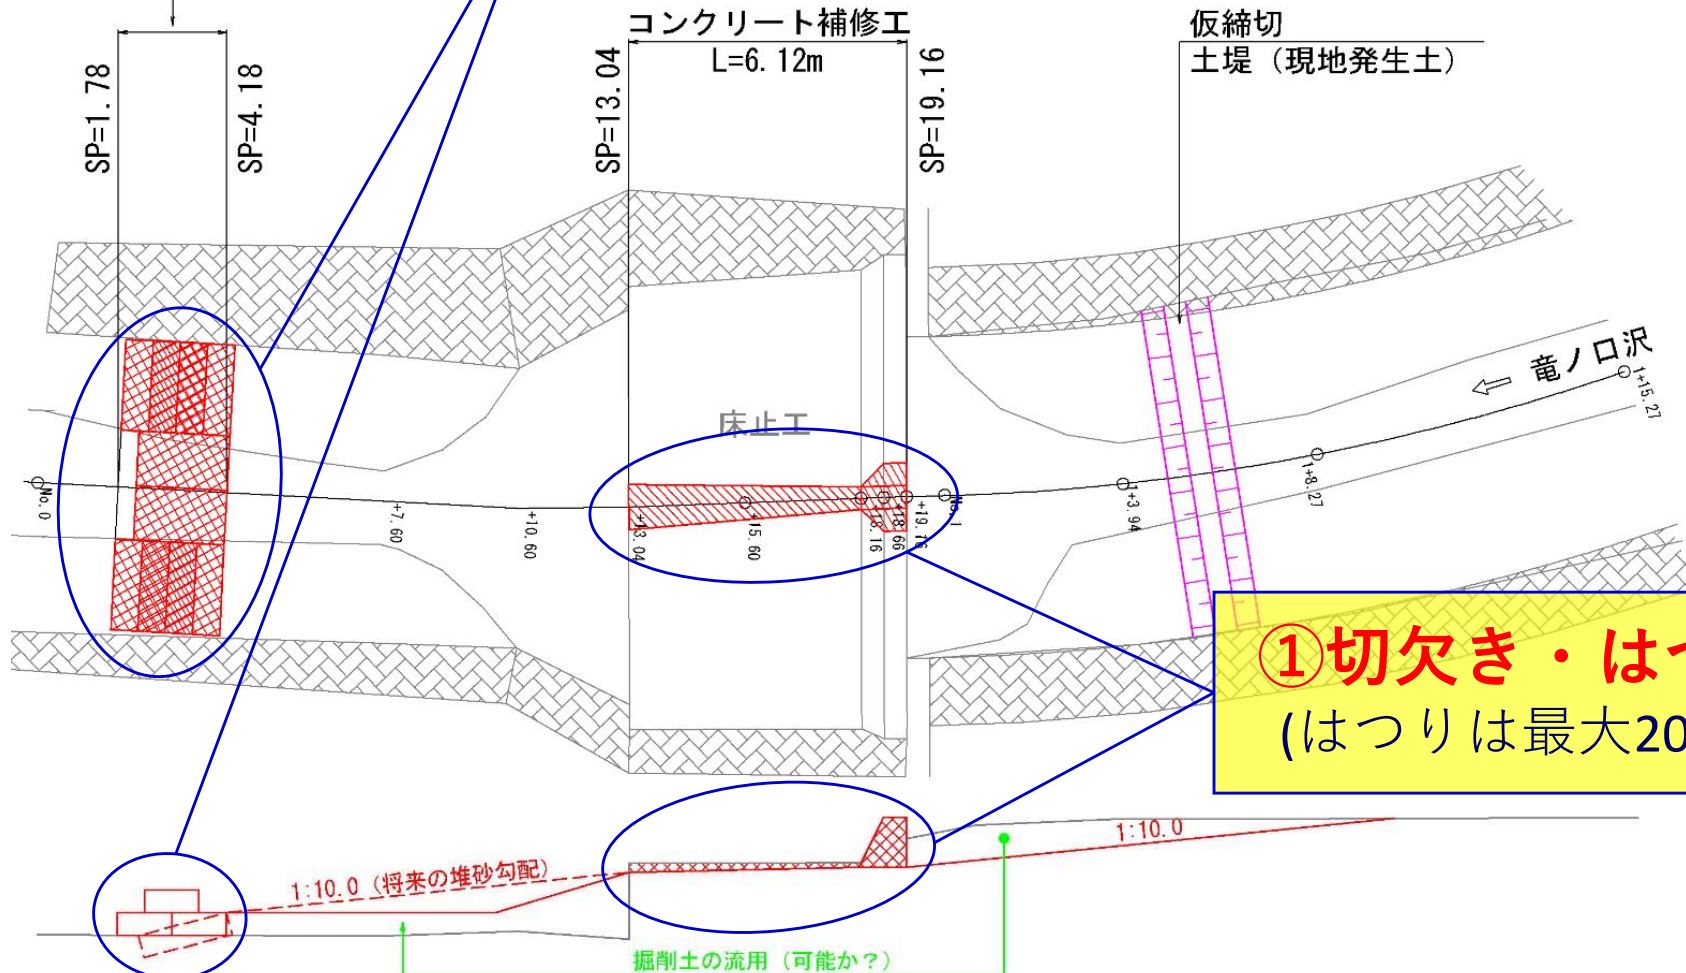 コンクリート補修工
L=6.12m
仮締切
土堤（現地発生土）
SP=1.78
SP=4.18
SP=13.04
SP=19.16
竜ノ口沢
1+15.27
床止工
No.0
+7.60
+10.60
+13.04
+15.60
+18.66
No.1
1+3.94
1+8.27
①切欠き・は
(はつりは最大20
1:10.0
1:10.0（将来の堆砂勾配）
掘削土の流用（可能か？）